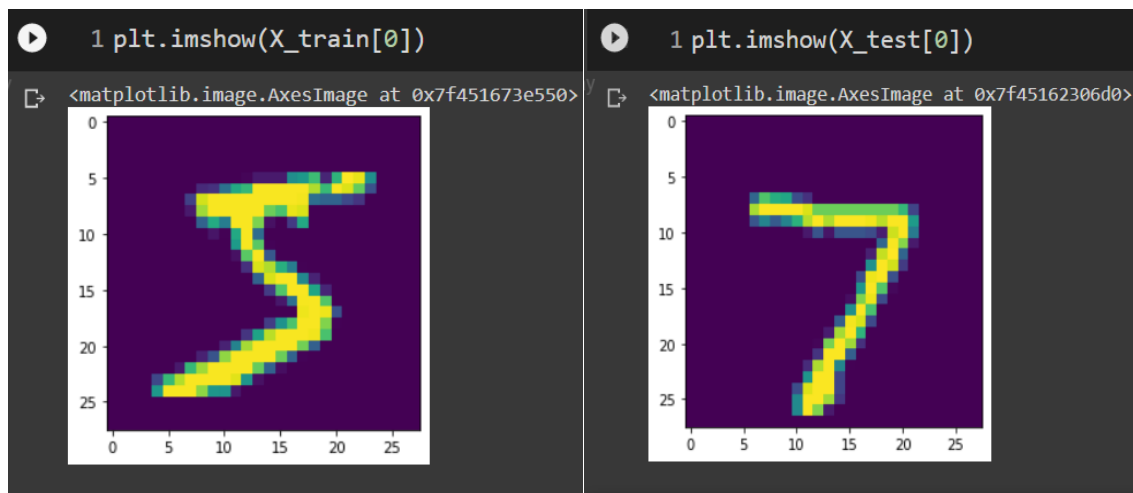 1 plt.imshow(X_train[0])
<matplotlib.image.AxesImage at 0x7f451673e550>
0
5
10
15
20
25
0 5 10 15 20 25
5
1 plt.imshow(X_test[0])
y
<matplotlib.image.AxesImage at 0x7f45162306d0>
0
5
10
15
20
25
0 5 10 15 20 25
7